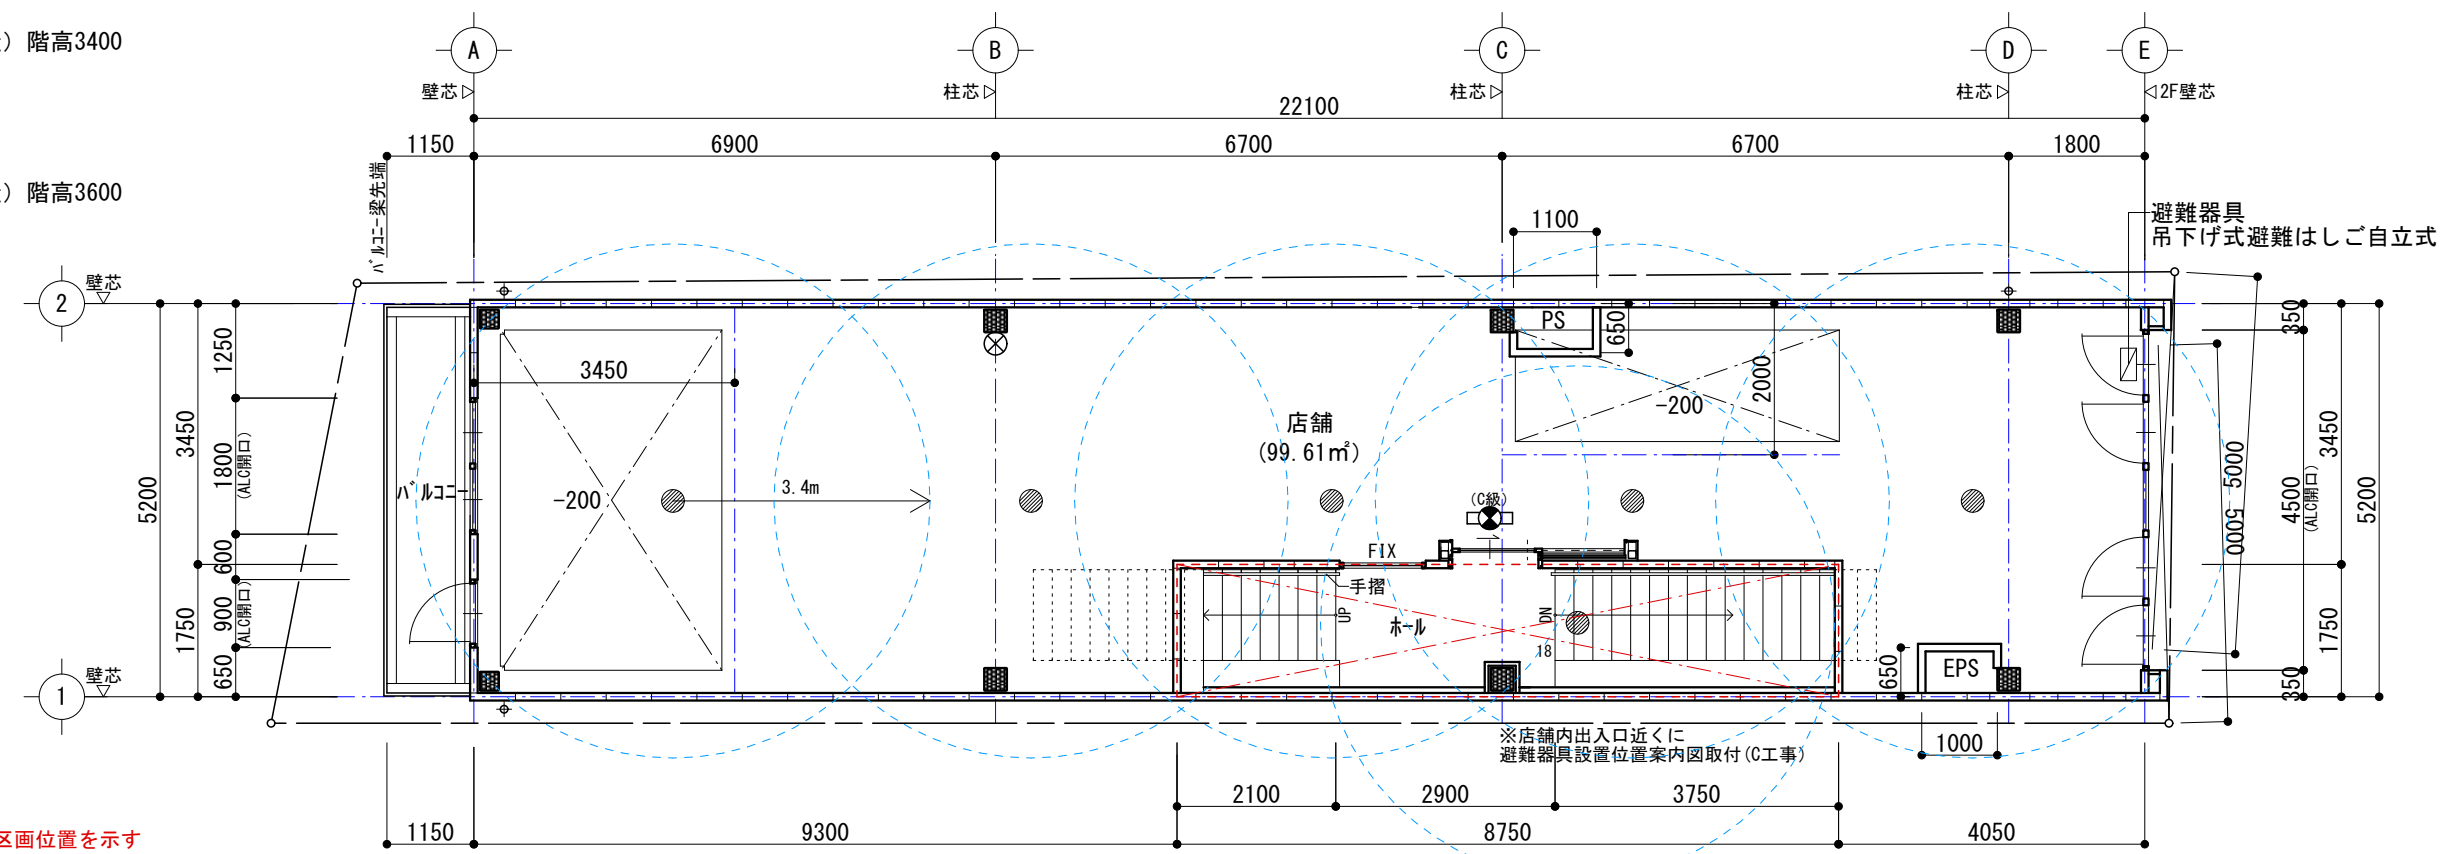 ）階高3400
）階高3600
A
B
C
D
E
壁芯
柱芯
柱芯
柱芯
2F壁芯
22100
1150
6900
6700
6700
1800
バルコニー梁先端
1100
避難器具
吊下げ式避難はしご自立式
2
壁芯
1
壁芯
5200
3450
1750
1250
1800
(ALC開口)
600
900
(ALC開口)
650
バルコニー
3450
-200
3.4m
店舗
(99.61㎡)
PS
650
2000
-200
(C級)
FIX
手摺
UP
ホール
DN
18
EPS
650
1000
350
4500
(ALC開口)
350
3450
1750
5200
5000
5000
※店舗内出入口近くに
避難器具設置位置案内図取付(C工事)
2100
2900
3750
1150
9300
8750
4050
区画位置を示す